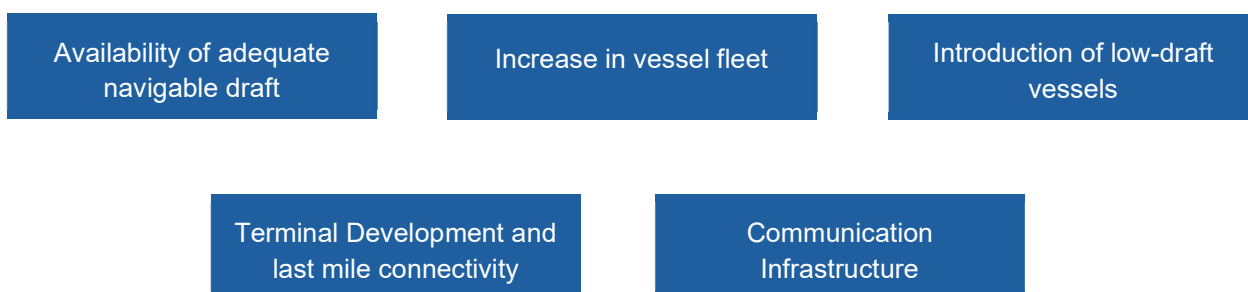 Availability of adequate
navigable draft
Increase in vessel fleet
Introduction of low-draft
vessels
Terminal Development and
last mile connectivity
Communication
Infrastructure